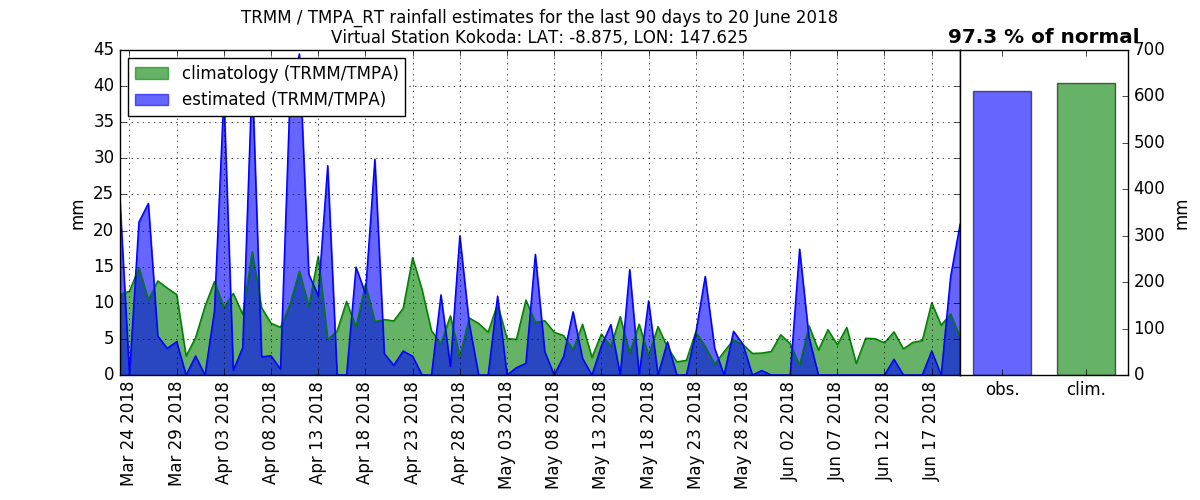 TRMM / TMPA_RT rainfall estimates for the last 90 days to 20 June 2018
Virtual Station Kokoda: LAT: -8.875, LON: 147.625
97.3 % of normal
climatology (TRMM/TMPA)
estimated (TRMM/TMPA)
45
40
35
30
25
20
15
10
5
0
mm
Mar 24 2018
Mar 29 2018
Apr 03 2018
Apr 08 2018
Apr 13 2018
Apr 18 2018
Apr 23 2018
Apr 28 2018
May 03 2018
May 08 2018
May 13 2018
May 18 2018
May 23 2018
May 28 2018
Jun 02 2018
Jun 07 2018
Jun 12 2018
Jun 17 2018
obs.
clim.
700
600
500
400
300
200
100
0
mm